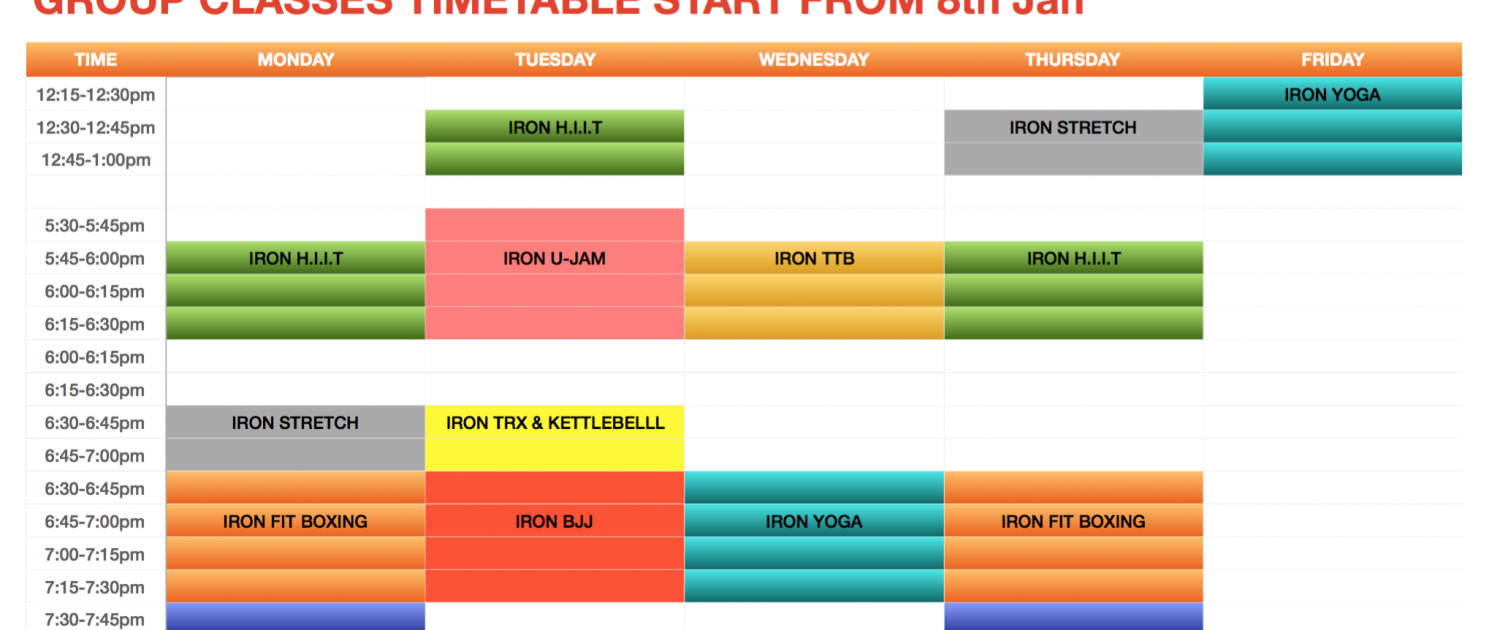 GROUP CLASSES TIMETABLE START FROM 8th Jan
TIME MONDAY TUESDAY WEDNESDAY THURSDAY FRIDAY
12:15-12:30pm IRON YOGA
12:30-12:45pm IRON H.I.I.T IRON STRETCH
12:45-1:00pm
5:30-5:45pm
5:45-6:00pm IRON H.I.I.T IRON U-JAM IRON TTB IRON H.I.I.T
6:00-6:15pm
6:15-6:30pm
6:00-6:15pm
6:15-6:30pm
6:30-6:45pm IRON STRETCH IRON TRX & KETTLEBELLL
6:45-7:00pm
6:30-6:45pm
6:45-7:00pm IRON FIT BOXING IRON BJJ IRON YOGA IRON FIT BOXING
7:00-7:15pm
7:15-7:30pm
7:30-7:45pm